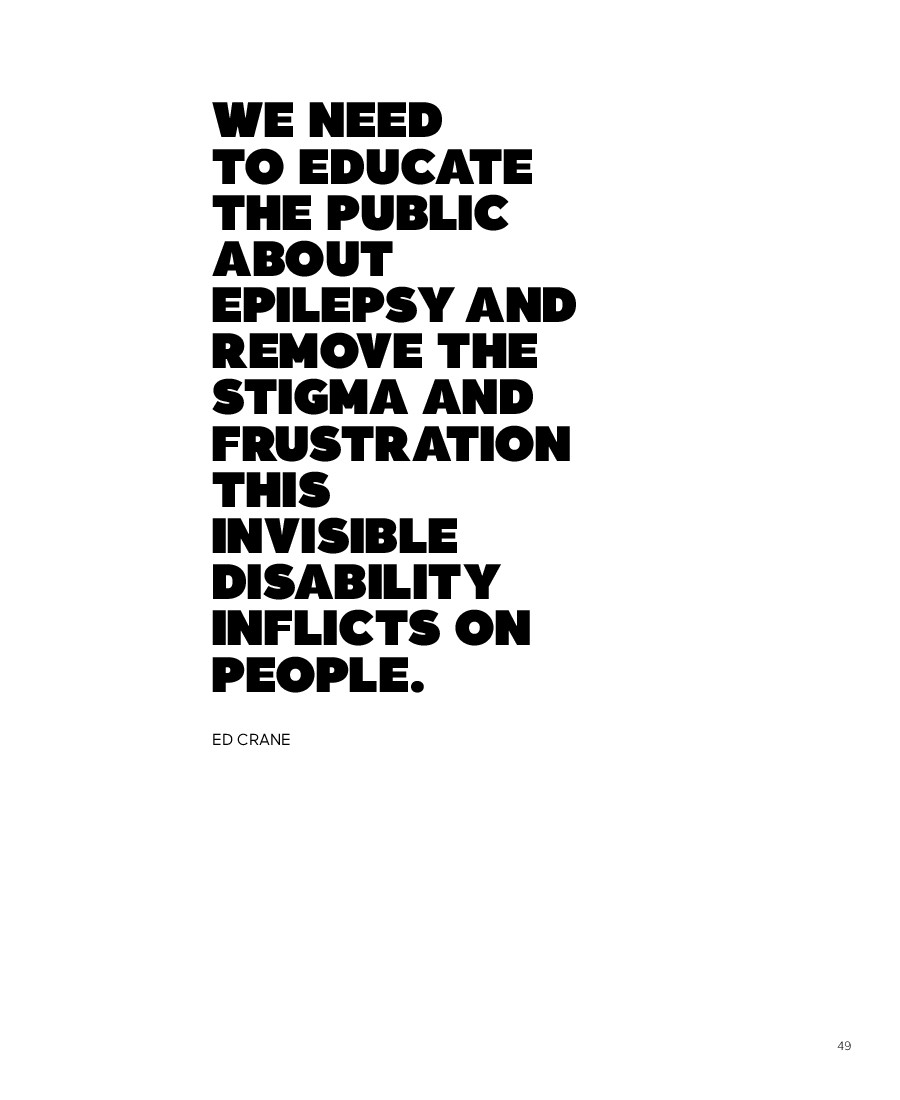 WE NEED
TO EDUCATE
THE PUBLIC
ABOUT
EPILEPSY AND
REMOVE THE
STIGMA AND
FRUSTRATION
THIS
INVISIBLE
DISABILITY
INFLICTS ON
PEOPLE.
ED CRANE
49